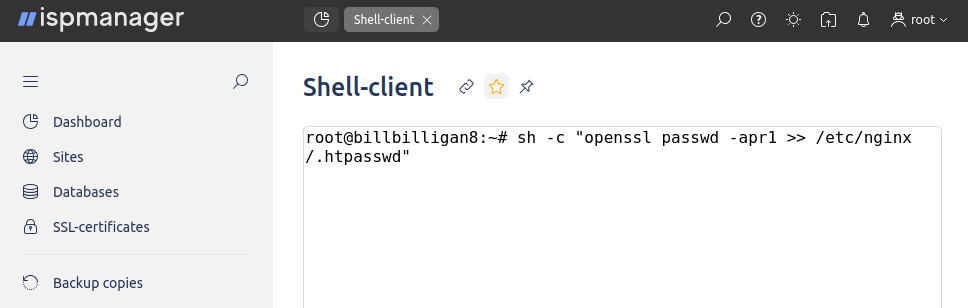 ispmanager
Shell-client
root
Shell-client
Dashboard
Sites
Databases
SSL-certificates
Backup copies
root@billbilligan8:~# sh -c "openssl passwd -apr1 >> /etc/nginx
/.htpasswd"